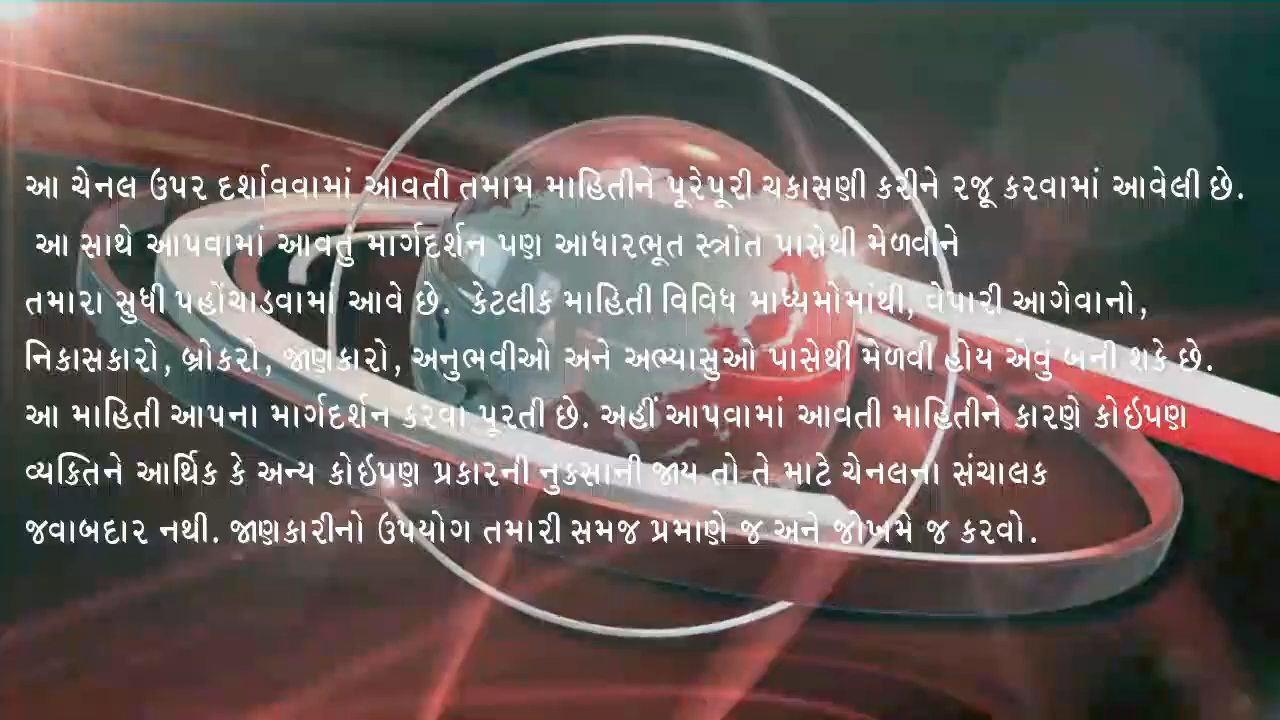 આ ચેનલ ઉપર દર્શાવવામાં આવતી તમામ માહિતીને પૂરેપૂરી ચકાસણી કરીને રજૂ કરવામાં આવેલી છે.
આ સાથે આપવામાં આવતું માર્ગદર્શન પણ આધારભૂત સ્ત્રોત પાસેથી મેળવીને
તમારા સુધી પહોંચાડવામાં આવે છે. કેટલીક માહિતી વિવિધ માધ્યમોમાંથી, વેપારી આગેવાનો,
નિકાસકારો, બ્રોકરો, જાણકારો, અનુભવીઓ અને અભ્યાસુઓ પાસેથી મેળવી હોય એવું બની શકે છે.
આ માહિતી આપના માર્ગદર્શન કરવા પૂરતી છે. અહીં આપવામાં આવતી માહિતીને કારણે કોઇપણ
વ્યકિતને આર્થિક કે અન્ય કોઇપણ પ્રકારની નુકસાની જાય તો તે માટે ચેનલના સંચાલક
જવાબદાર નથી. જાણકારીનો ઉપયોગ તમારી સમજ પ્રમાણે જ અને જોખમે જ કરવો.